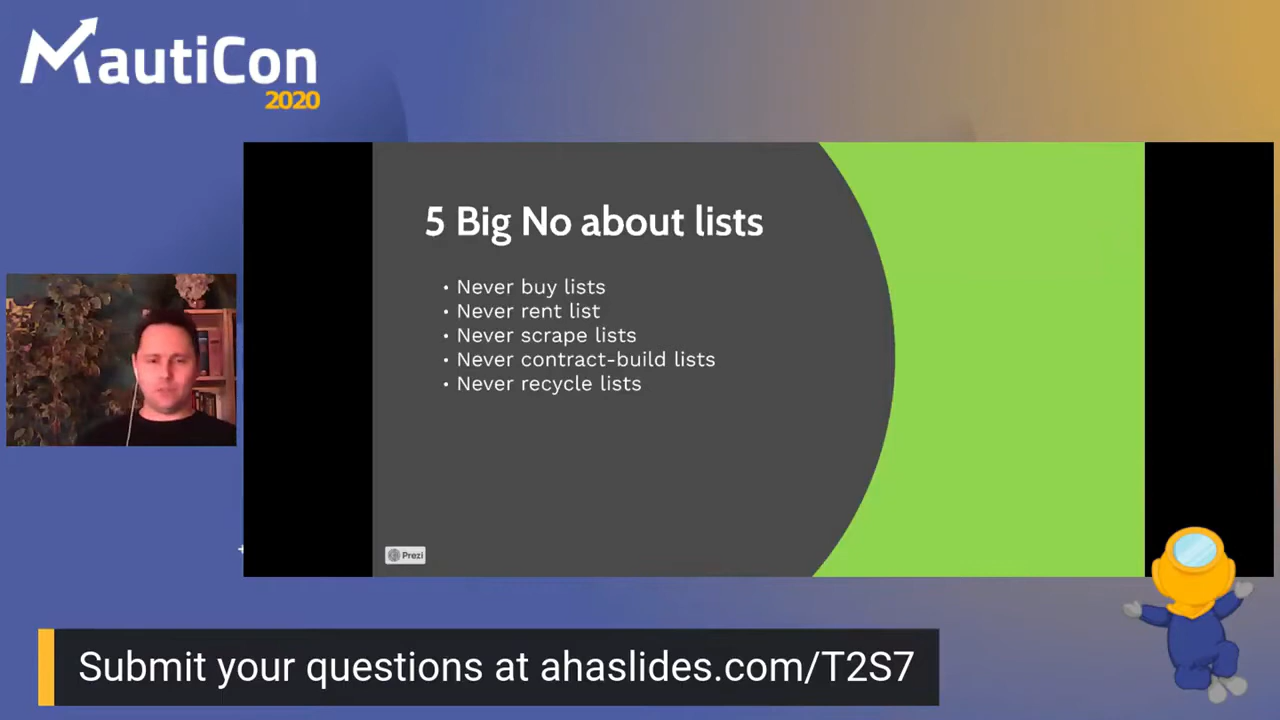 MautiCon
2020
5 Big No about lists
• Never buy lists
• Never rent list
• Never scrape lists
• Never contract-build lists
• Never recycle lists
Prezi
Submit your questions at ahaslides.com/T2S7